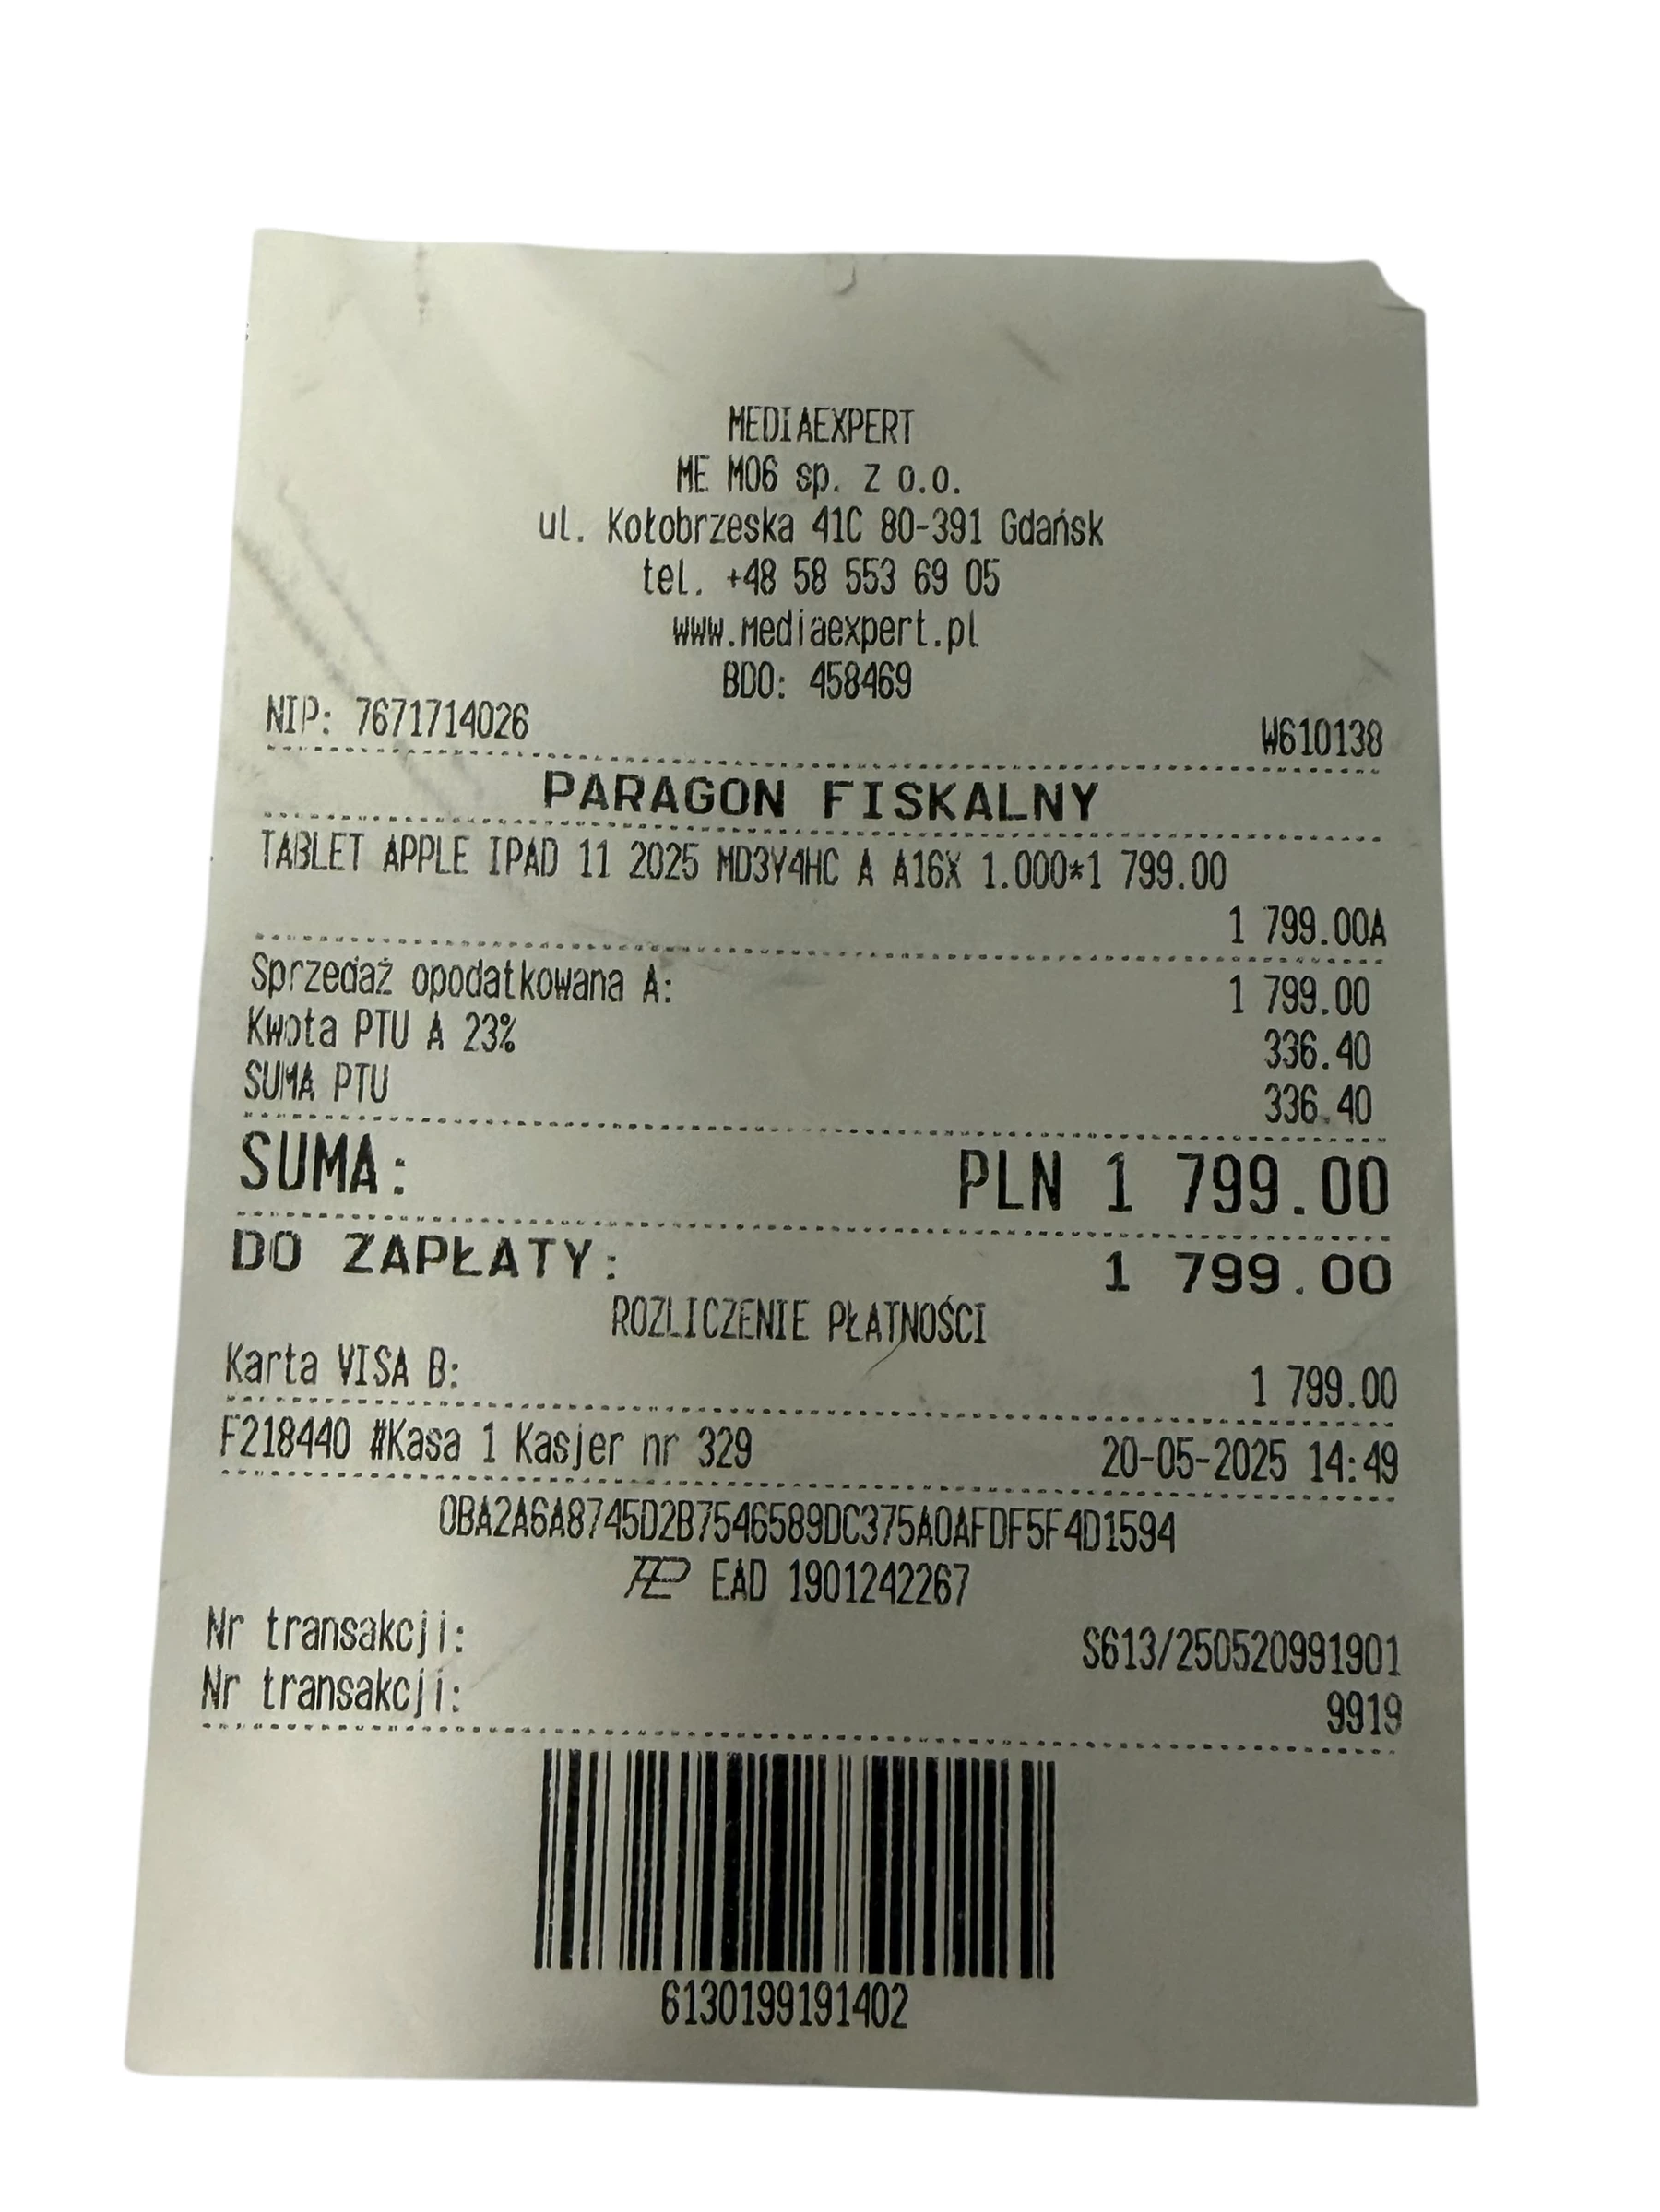 MEDIAEXPERT
ME M06 sp. z o.o.
ul. Kołobrzeska 41C 80-391 Gdańsk
tel. +48 58 553 69 05
www.mediaexpert.pl
BDO: 458469
NIP: 7671714026 W610138
PARAGON FISKALNY
TABLET APPLE IPAD 11 2025 MD3Y4HC A A16X 1.000*1 799.00
1 799.00A
Sprzedaż opodatkowana A: 1 799.00
Kwota PTU A 23% 336.40
SUMA PTU 336.40
SUMA: PLN 1 799.00
DO ZAPŁATY: 1 799.00
ROZLICZENIE PŁATNOŚCI
Karta VISA B: 1 799.00
F218440 #Kasa 1 Kasjer nr 329 20-05-2025 14:49
0BA2A6A8745D2B7546589DC375A0AFDF5F4D1594
EAD 1901242267
Nr transakcji: S613/250520991901
Nr transakcji: 9919
6130199191402